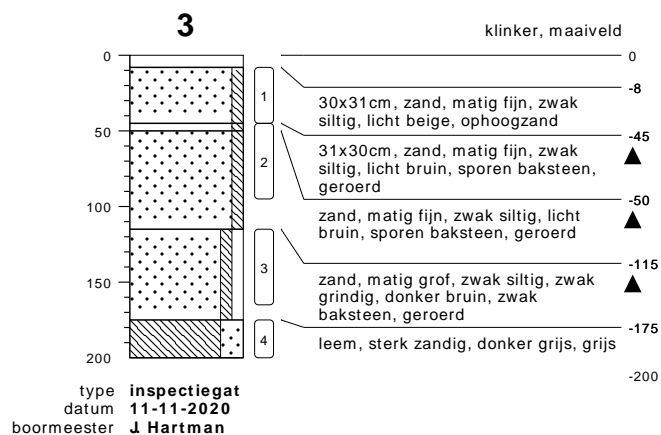 3
klinker, maaiveld
0
0
-8
1
30x31cm, zand, matig fijn, zwak
siltig, licht beige, ophoogzand
-45
50
31x30cm, zand, matig fijn, zwak
siltig, licht bruin, sporen baksteen,
geroerd
2
-50
100
zand, matig fijn, zwak siltig, licht
bruin, sporen baksteen, geroerd
-115
3
150
zand, matig grof, zwak siltig, zwak
grindig, donker bruin, zwak
baksteen, geroerd
-175
4
leem, sterk zandig, donker grijs, grijs
200
-200
type inspectiegat
datum 11-11-2020
boormeester J. Hartman